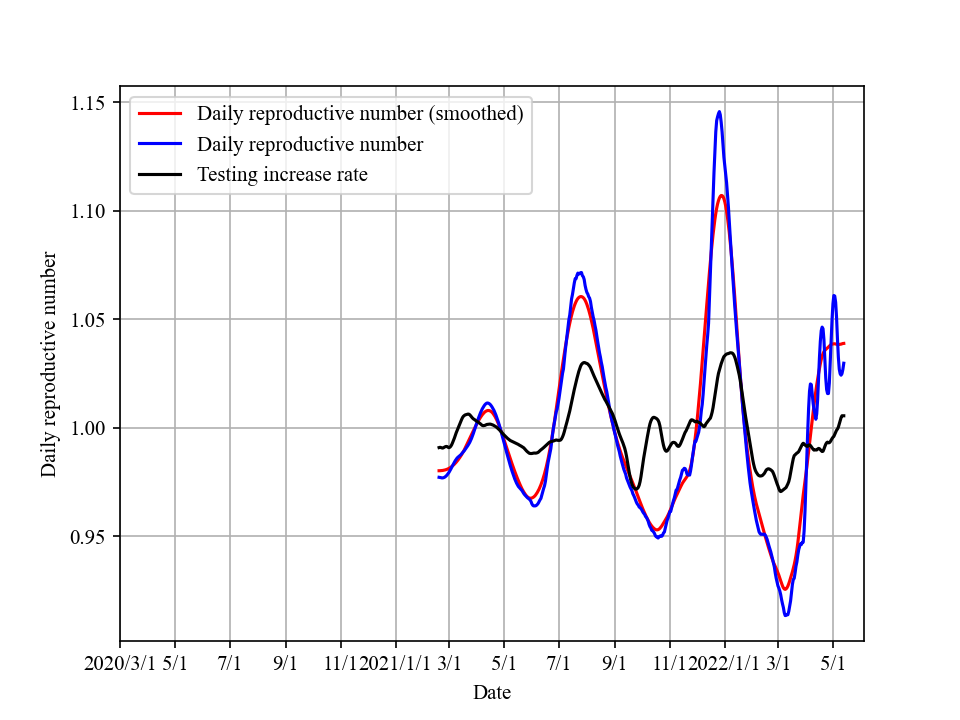 1.15
1.10
1.05
1.00
0.95
Daily reproductive number
Daily reproductive number (smoothed)
Daily reproductive number
Testing increase rate
2020/3/1 5/1 7/1 9/1 11/1 2021/1/1 3/1 5/1 7/1 9/1 11/1 2022/1/1 3/1 5/1
Date